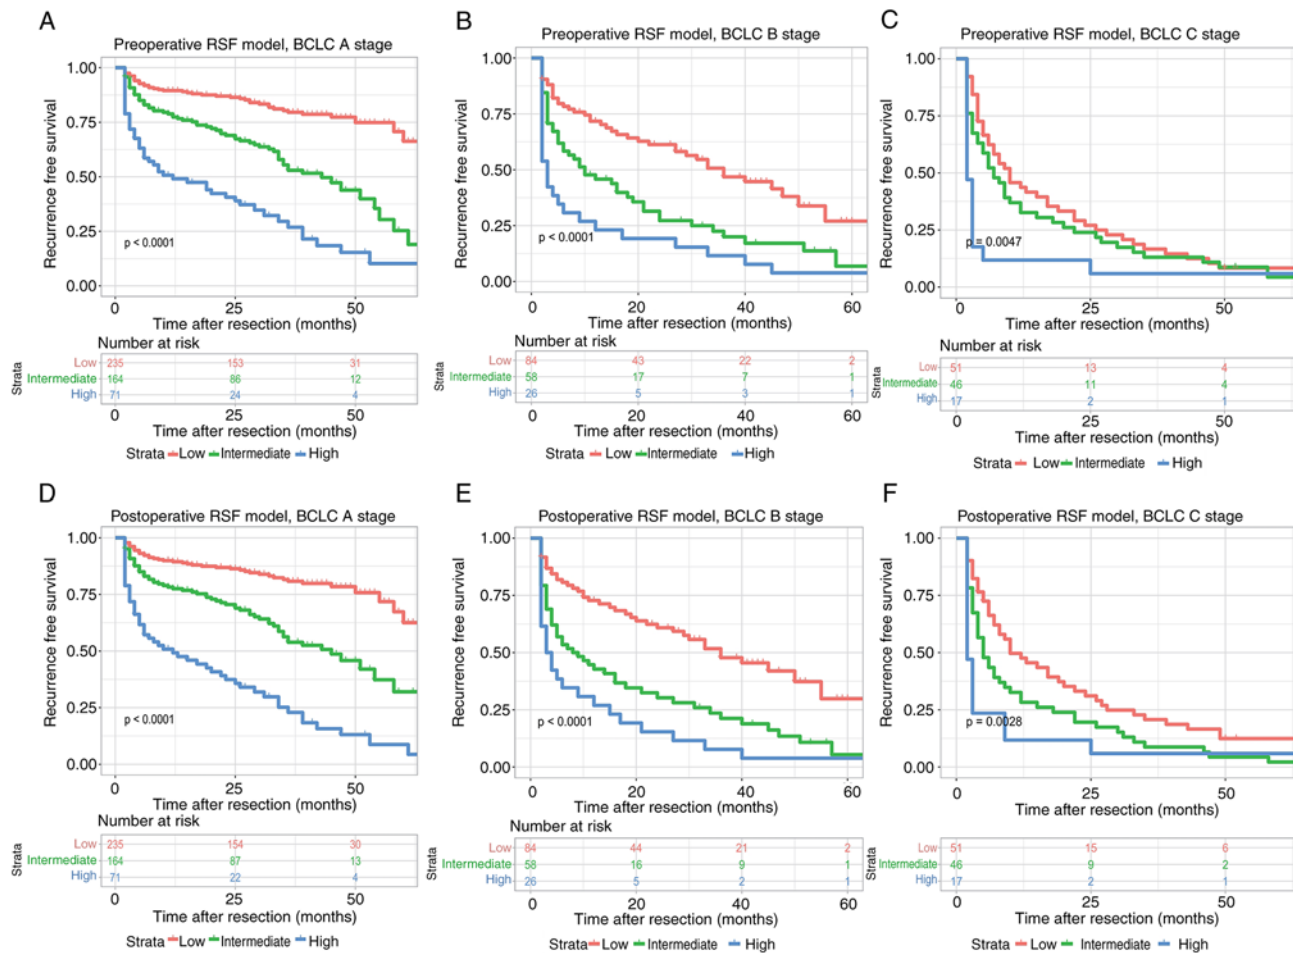 A
Preoperative RSF model, BCLC A stage
Recurrence free survival
1.00
0.75
0.50
0.25
0.00
p < 0.0001
0 25 50
Time after resection (months)
Number at risk
Strata
Low 235 153 31
Intermediate 164 86 12
High 71 24 4
0 25 50
Time after resection (months)
Strata Low Intermediate High
B
Preoperative RSF model, BCLC B stage
Recurrence free survival
1.00
0.75
0.50
0.25
0.00
p < 0.0001
0 20 40 60
Time after resection (months)
Number at risk
Strata
Low 84 43 22 2
Intermediate 58 17 7 1
High 26 5 3 1
0 20 40 60
Time after resection (months)
Strata Low Intermediate High
C
Preoperative RSF model, BCLC C stage
Recurrence free survival
1.00
0.75
0.50
0.25
0.00
p = 0.0047
0 25 50
Time after resection (months)
Number at risk
Strata
Low 51 13 4
Intermediate 46 11 4
High 17 2 1
0 25 50
Time after resection (months)
Strata Low Intermediate High
D
Postoperative RSF model, BCLC A stage
Recurrence free survival
1.00
0.75
0.50
0.25
0.00
p < 0.0001
0 25 50
Time after resection (months)
Number at risk
Strata
Low 235 154 30
Intermediate 164 87 13
High 71 22 4
0 25 50
Time after resection (months)
Strata Low Intermediate High
E
Postoperative RSF model, BCLC B stage
Recurrence free survival
1.00
0.75
0.50
0.25
0.00
p < 0.0001
0 20 40 60
Time after resection (months)
Number at risk
Strata
Low 84 44 21 2
Intermediate 58 16 9 1
High 26 5 2 1
0 20 40 60
Time after resection (months)
Strata Low Intermediate High
F
Postoperative RSF model, BCLC C stage
Recurrence free survival
1.00
0.75
0.50
0.25
0.00
p = 0.0028
0 25 50
Time after resection (months)
Strata
Low 51 15 6
Intermediate 46 9 2
High 17 2 1
0 25 50
Time after resection (months)
Strata Low Intermediate High